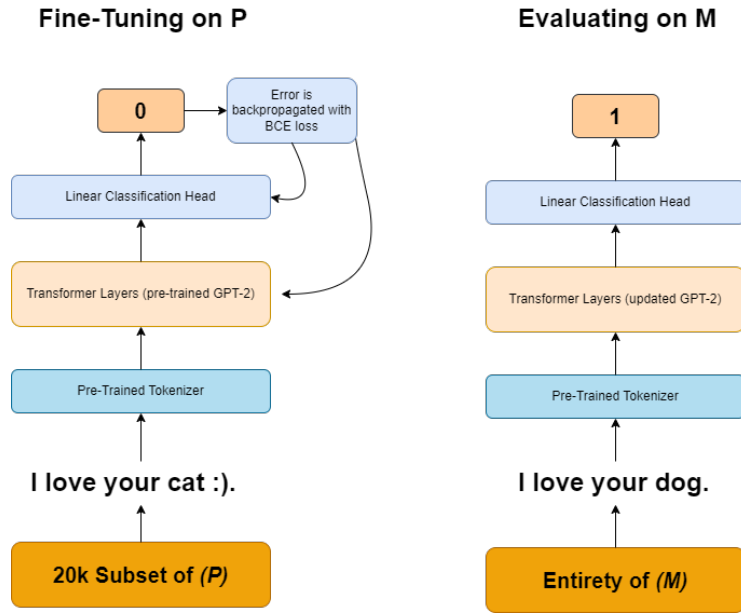 Fine-Tuning on P
0
Error is
backpropagated with
BCE loss
Linear Classification Head
Transformer Layers (pre-trained GPT-2)
Pre-Trained Tokenizer
I love your cat :).
20k Subset of (P)
Evaluating on M
1
Linear Classification Head
Transformer Layers (updated GPT-2)
Pre-Trained Tokenizer
I love your dog.
Entirety of (M)